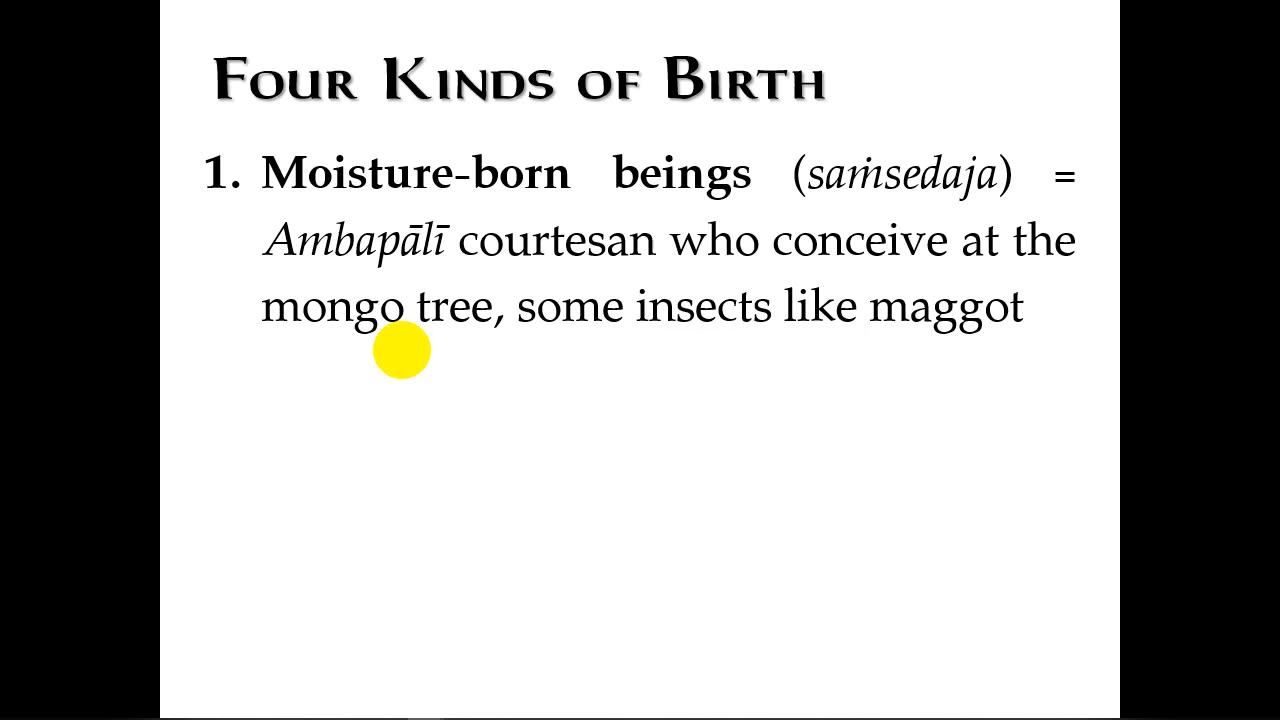 Four Kinds of Birth
1. Moisture-born beings (saṁsedaja) =
Ambapālī courtesan who conceive at the
mongo tree, some insects like maggot